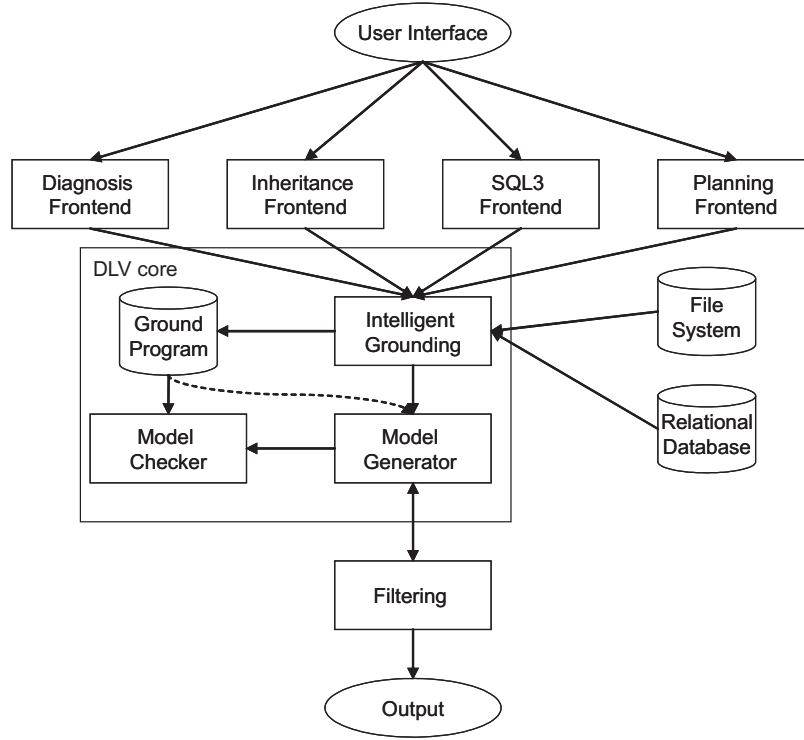 User Interface
Diagnosis
Frontend
Inheritance
Frontend
SQL3
Frontend
Planning
Frontend
DLV core
Ground
Program
Intelligent
Grounding
File
System
Model
Checker
Model
Generator
Relational
Database
Filtering
Output